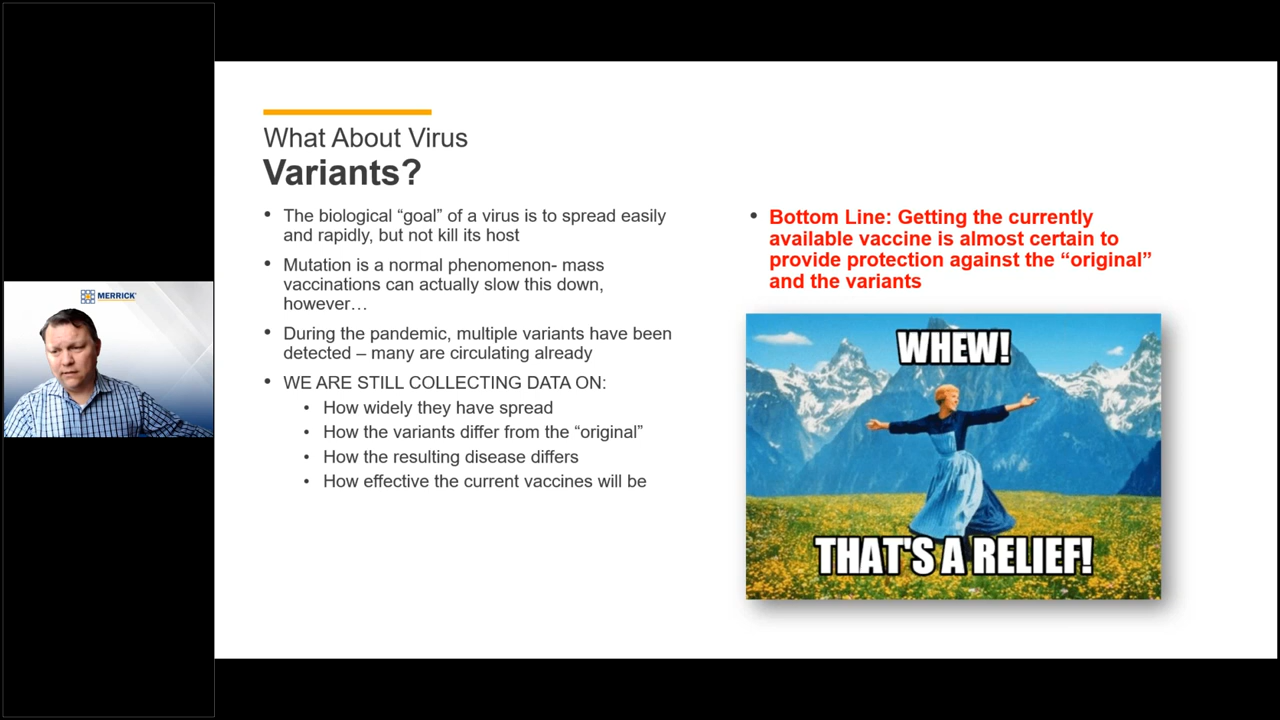 MERRICK
What About Virus
Variants?
• The biological “goal” of a virus is to spread easily
and rapidly, but not kill its host
• Mutation is a normal phenomenon- mass
vaccinations can actually slow this down,
however…
• During the pandemic, multiple variants have been
detected – many are circulating already
• WE ARE STILL COLLECTING DATA ON:
• How widely they have spread
• How the variants differ from the “original”
• How the resulting disease differs
• How effective the current vaccines will be
• Bottom Line: Getting the currently
available vaccine is almost certain to
provide protection against the “original”
and the variants
WHEW!
THAT'S A RELIEF!